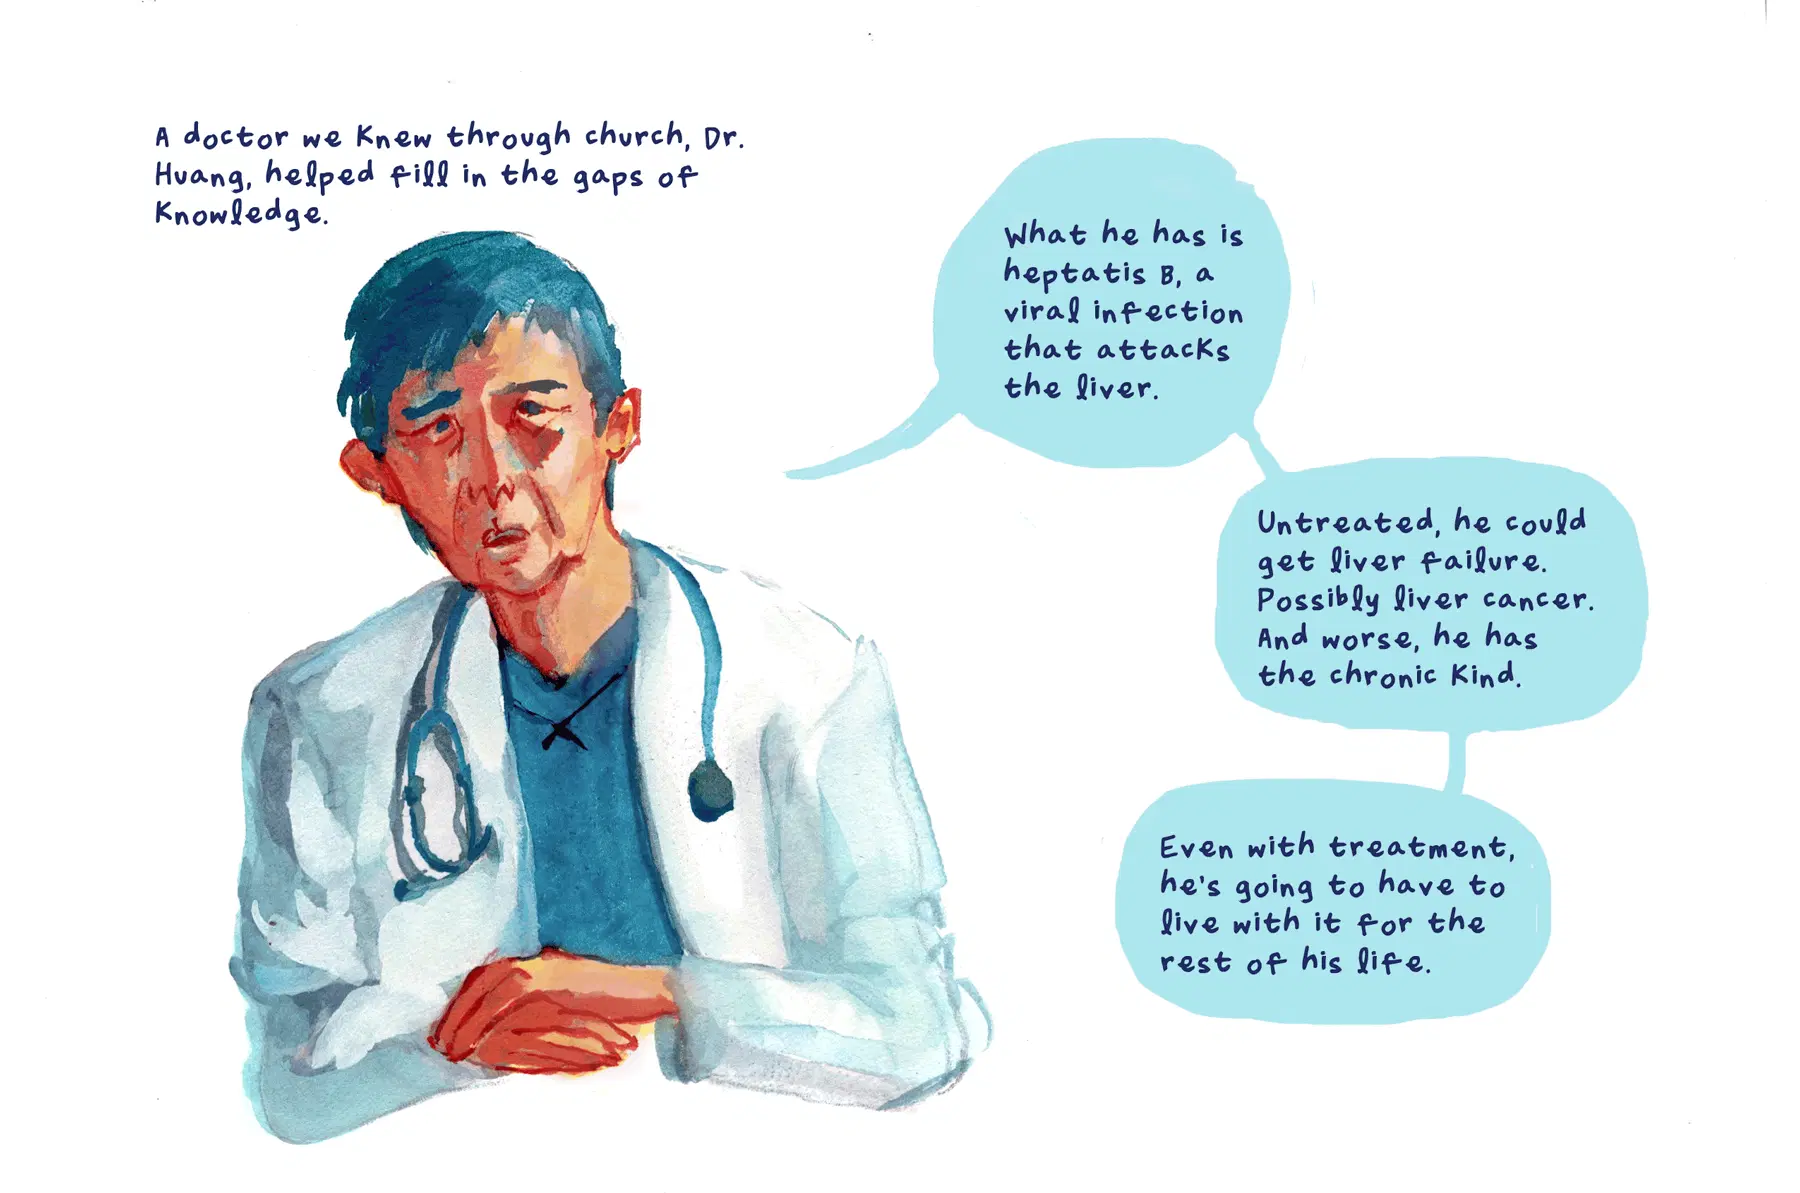 A doctor we Knew through church, Dr.
Huang, helped fill in the gaps of
Knowledge.
What he has is
heptatis B, a
viral infection
that attacks
the liver.
Untreated, he could
get liver failure.
Possibly liver cancer.
And worse, he has
the chronic Kind.
Even with treatment,
he's going to have to
live with it for the
rest of his life.